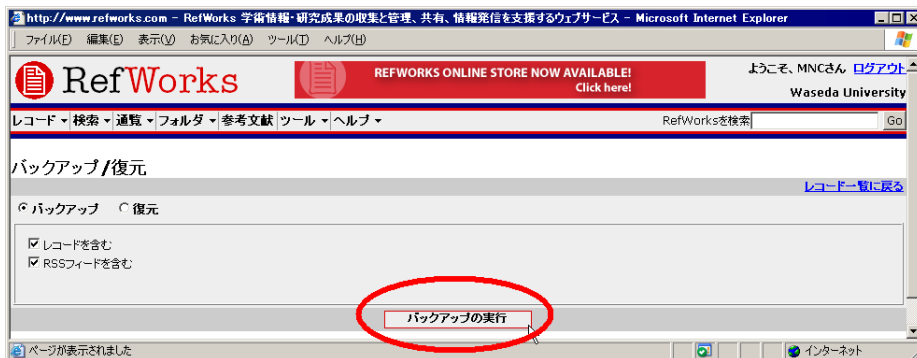 http://www.refworks.com - RefWorks 学術情報・研究成果の収集と管理、共有、情報発信を支援するウェブサービス - Microsoft Internet Explorer
ファイル(F) 編集(E) 表示(V) お気に入り(A) ツール(T) ヘルプ(H)
RefWorks
REFWORKS ONLINE STORE NOW AVAILABLE!
Click here!
ようこそ、MNCさん ログアウト
Waseda University
レコード 検索 通覧 フォルダ 参考文献 ツール ヘルプ
RefWorksを検索 Go
バックアップ/復元
レコード一覧に戻る
バックアップ 復元
レコードを含む
RSSフィードを含む
バックアップの実行
ページが表示されました インターネット